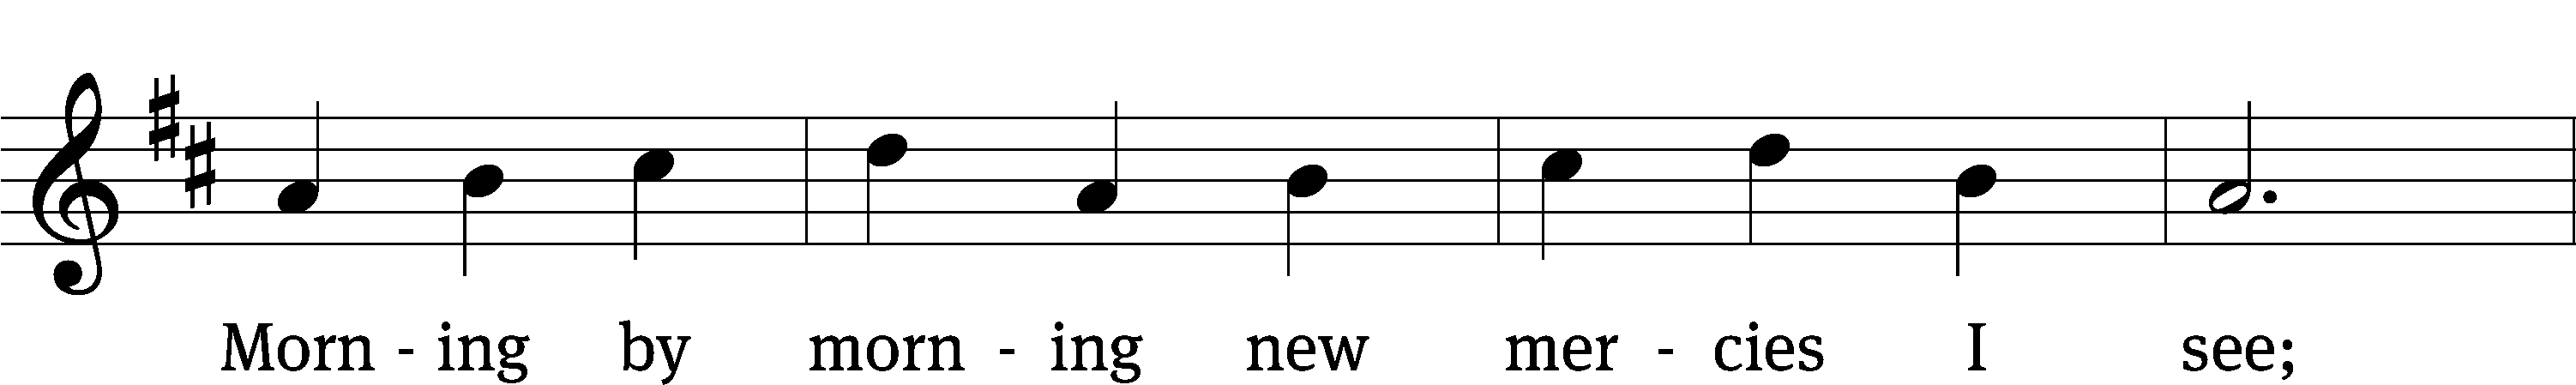 Morn - ing by morn - ing new mer - cies I see;